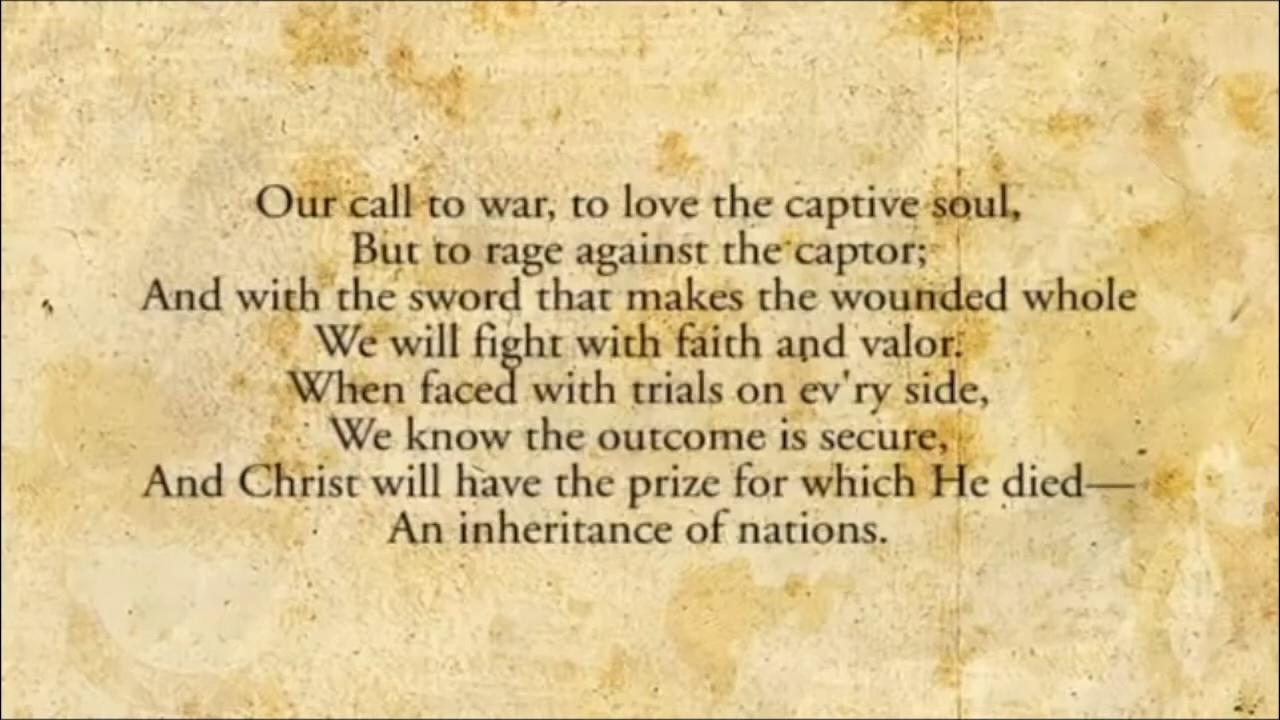 Our call to war, to love the captive soul,
But to rage against the captor;
And with the sword that makes the wounded whole
We will fight with faith and valor.
When faced with trials on ev'ry side,
We know the outcome is secure,
And Christ will have the prize for which He died—
An inheritance of nations.